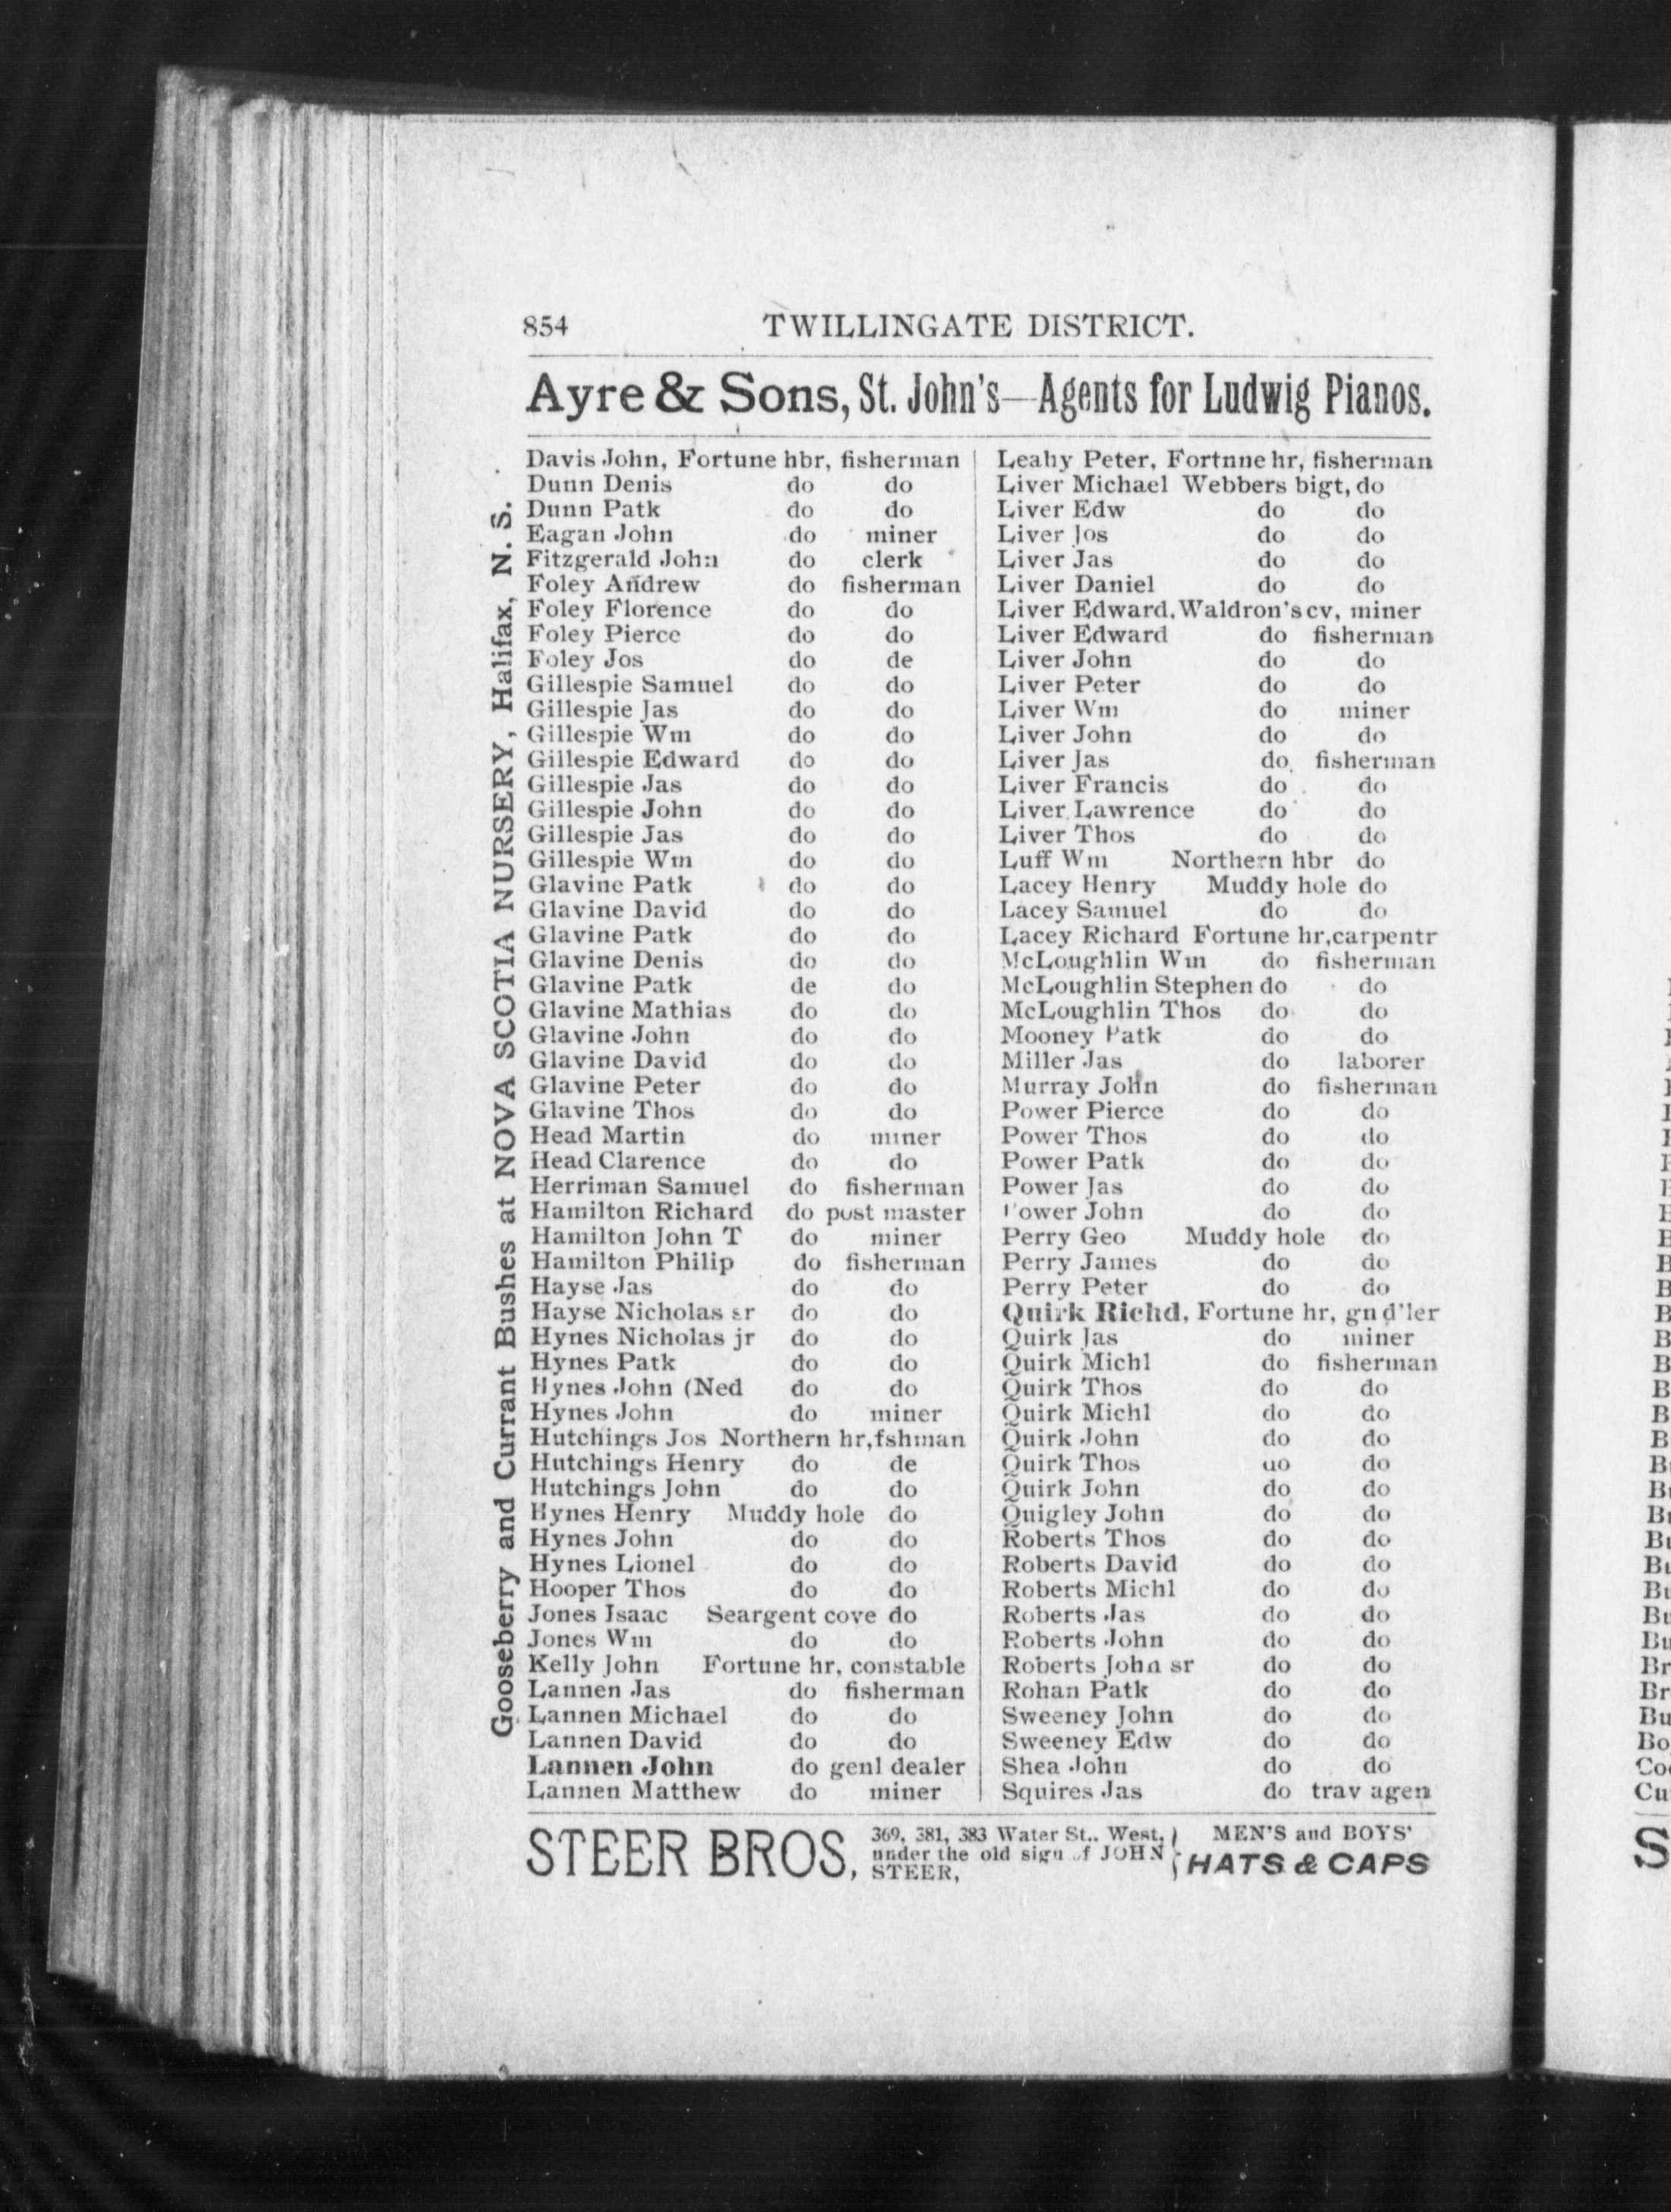 854 TWILLINGATE DISTRICT.
Ayre & Sons, St. John's—Agents for Ludwig Pianos.
Gooseberry and Currant Bushes at NOVA SCOTIA NURSERY, Halifax, N. S.
Davis John, Fortune hbr, fisherman
Dunn Denis do do
Dunn Patk do do
Eagan John do miner
Fitzgerald John do clerk
Foley Andrew do fisherman
Foley Florence do do
Foley Pierce do do
Foley Jos do de
Gillespie Samuel do do
Gillespie Jas do do
Gillespie Wm do do
Gillespie Edward do do
Gillespie Jas do do
Gillespie John do do
Gillespie Jas do do
Gillespie Wm do do
Glavine Patk do do
Glavine David do do
Glavine Patk do do
Glavine Denis do do
Glavine Patk de do
Glavine Mathias do do
Glavine John do do
Glavine David do do
Glavine Peter do do
Glavine Thos do do
Head Martin do miner
Head Clarence do do
Herriman Samuel do fisherman
Hamilton Richard do post master
Hamilton John T do miner
Hamilton Philip do fisherman
Hayse Jas do do
Hayse Nicholas sr do do
Hynes Nicholas jr do do
Hynes Patk do do
Hynes John (Ned do do
Hynes John do miner
Hutchings Jos Northern hr,fshman
Hutchings Henry do de
Hutchings John do do
Hynes Henry Muddy hole do
Hynes John do do
Hynes Lionel do do
Hooper Thos do do
Jones Isaac Seargent cove do
Jones Wm do do
Kelly John Fortune hr, constable
Lannen Jas do fisherman
Lannen Michael do do
Lannen David do do
Lannen John do genl dealer
Lannen Matthew do miner
Leahy Peter, Fortnne hr, fisherman
Liver Michael Webbers bigt, do
Liver Edw do do
Liver Jos do do
Liver Jas do do
Liver Daniel do do
Liver Edward, Waldron's cv, miner
Liver Edward do fisherman
Liver John do do
Liver Peter do do
Liver Wm do miner
Liver John do do
Liver Jas do fisherman
Liver Francis do do
Liver Lawrence do do
Liver Thos do do
Luff Wm Northern hbr do
Lacey Henry Muddy hole do
Lacey Samuel do do
Lacey Richard Fortune hr,carpentr
McLoughlin Wm do fisherman
McLoughlin Stephen do do
McLoughlin Thos do do
Mooney Patk do do
Miller Jas do laborer
Murray John do fisherman
Power Pierce do do
Power Thos do do
Power Patk do do
Power Jas do do
Power John do do
Perry Geo Muddy hole do
Perry James do do
Perry Peter do do
Quirk Richd, Fortune hr, gn d'ler
Quirk Jas do miner
Quirk Michl do fisherman
Quirk Thos do do
Quirk Michl do do
Quirk John do do
Quirk Thos do do
Quirk John do do
Quigley John do do
Roberts Thos do do
Roberts David do do
Roberts Michl do do
Roberts Jas do do
Roberts John do do
Roberts John sr do do
Rohan Patk do do
Sweeney John do do
Sweeney Edw do do
Shea John do do
Squires Jas do trav agen
STEER BROS, 369, 381, 383 Water St., West, under the old sign of JOHN STEER, } MEN'S and BOYS' HATS & CAPS